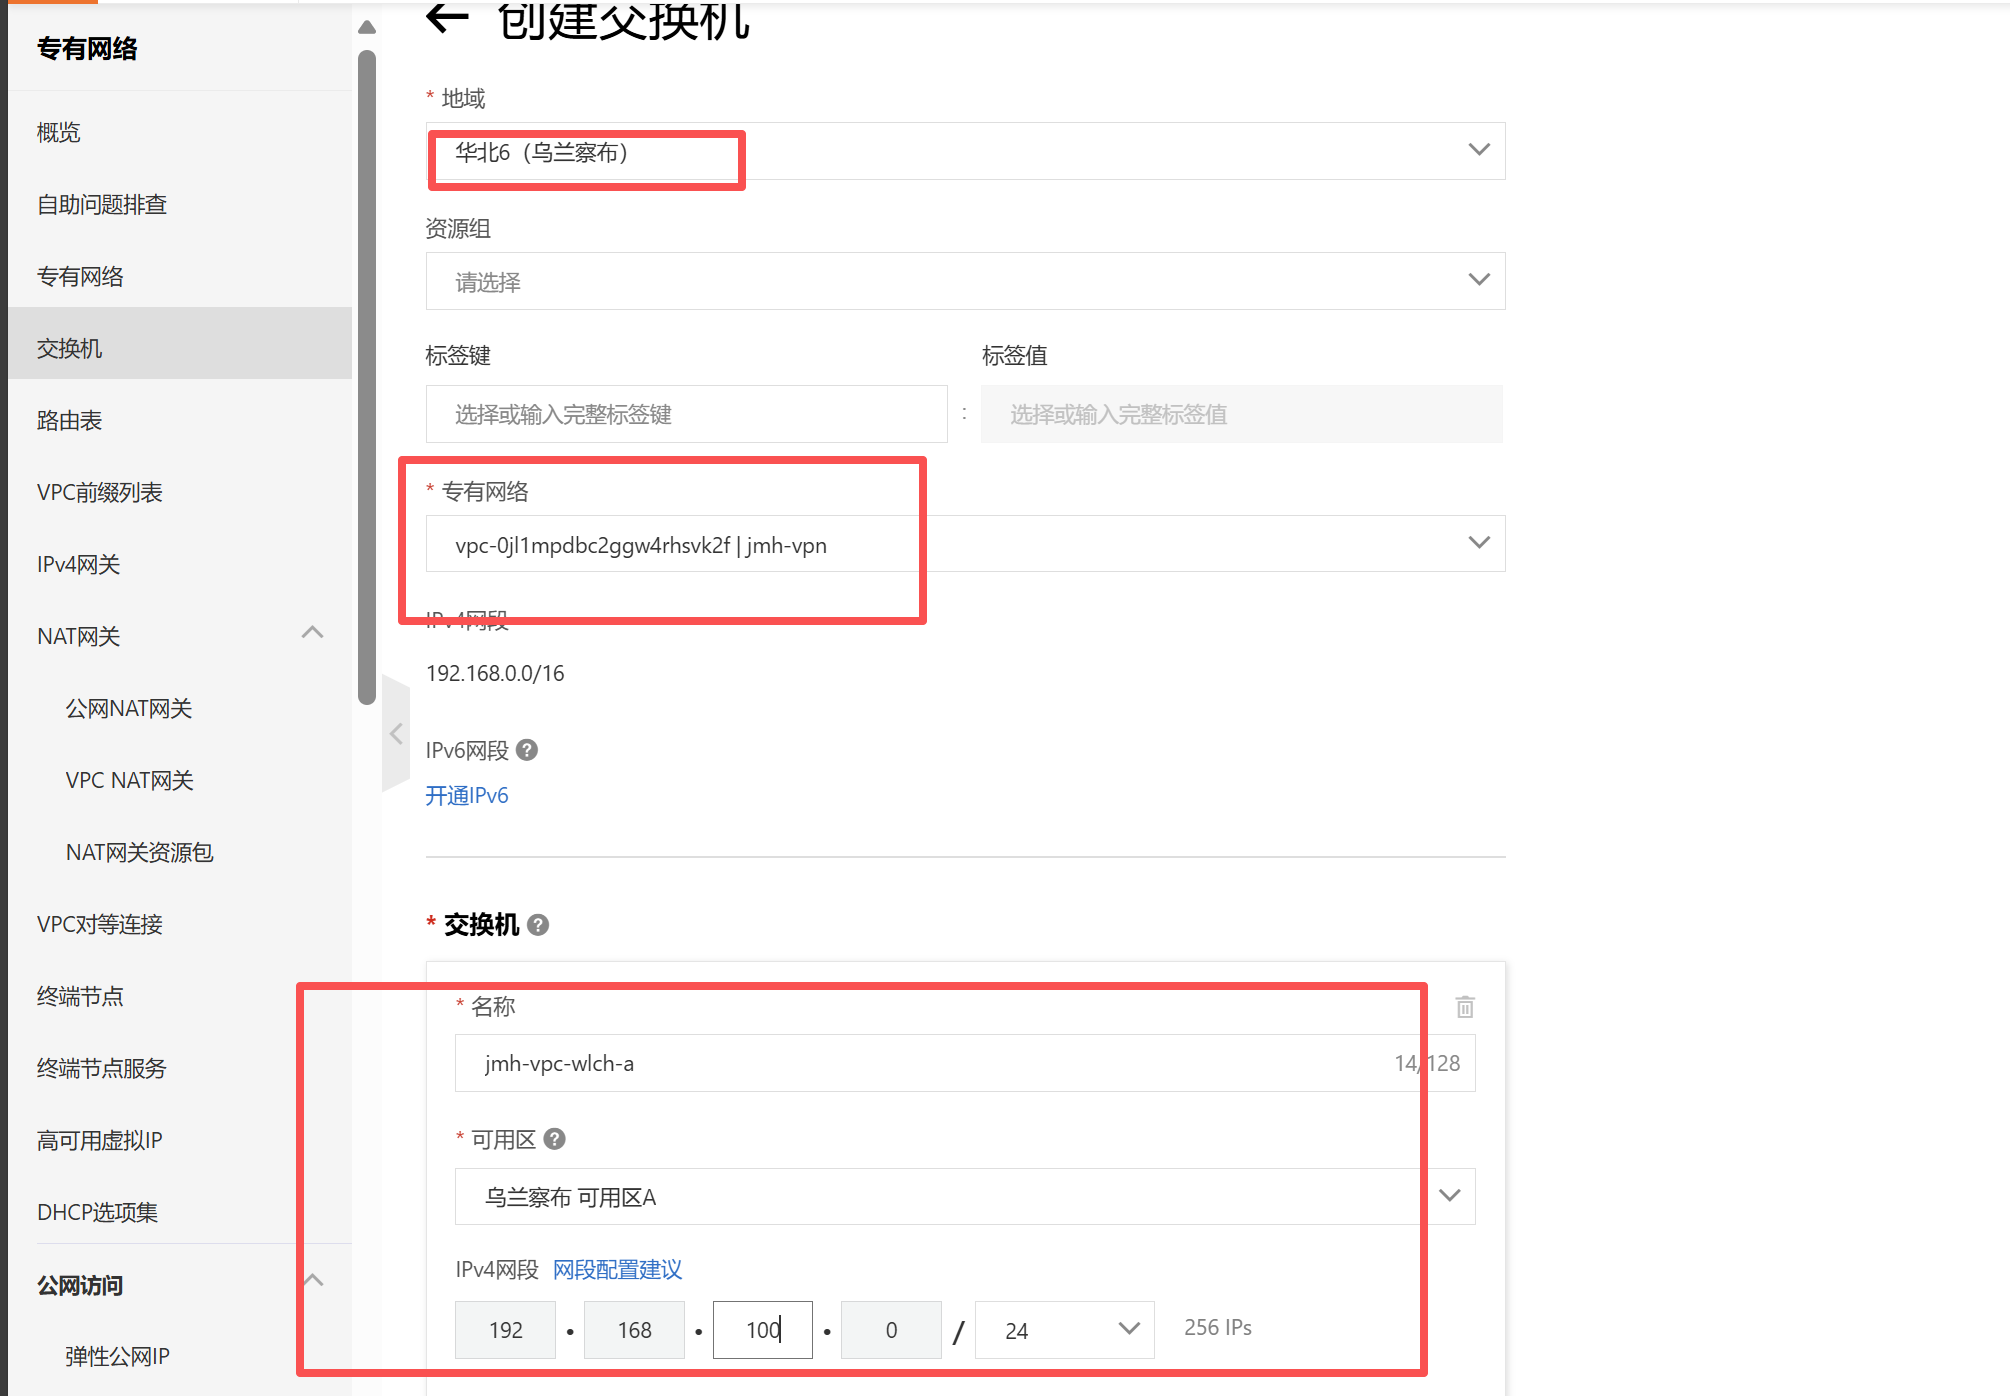 专有网络
概览
自助问题排查
专有网络
交换机
路由表
VPC前缀列表
IPv4网关
NAT网关
公网NAT网关
VPC NAT网关
NAT网关资源包
VPC对等连接
终端节点
终端节点服务
高可用虚拟IP
DHCP选项集
公网访问
弹性公网IP
创建交换机
* 地域
华北6（乌兰察布）
资源组
请选择
标签键 标签值
选择或输入完整标签键 : 选择或输入完整标签值
* 专有网络
vpc-0jl1mpdbc2ggw4rhsvk2f | jmh-vpn
IPv4网段
192.168.0.0/16
IPv6网段 ?
开通IPv6
* 交换机 ?
* 名称
jmh-vpc-wlch-a 14/128
* 可用区 ?
乌兰察布 可用区A
IPv4网段 网段配置建议
192 • 168 • 100 • 0 / 24 256 IPs